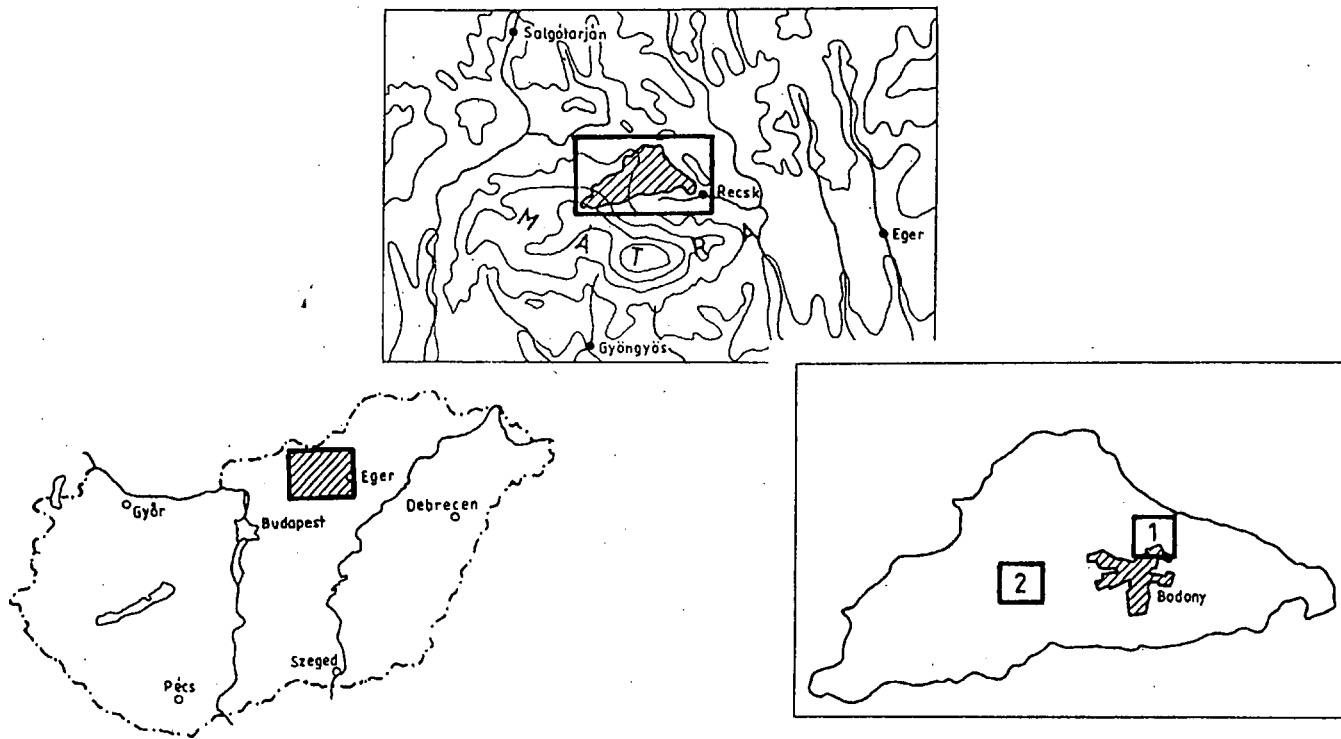 Salgótarján
Recsk
M
Á
T
R
A
Eger
Gyöngyös
Eger
Győr
Budapest
Debrecen
Szeged
Pécs
1
2
Bodony